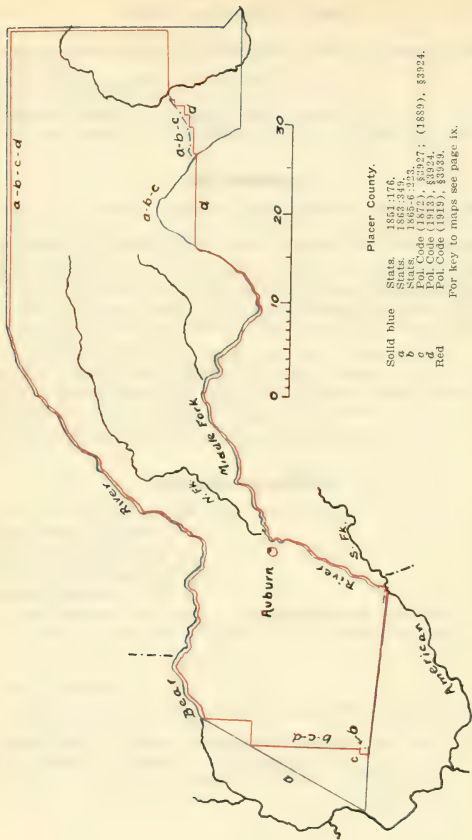 a-b-c-d
a-b-c
a-b-c
d
d
River
N. Fk.
Middle Fork
0 10 20 30
Auburn
S. Fk.
River
American
Bear
b-c-d
b
c
a
Placer County.
Solid blue Stats. 1851:176.
a Stats. 1863:349.
b Stats. 1865-6:223.
c Pol. Code (1872), §3927; (1889), §3924.
d Pol. Code (1913), §3924.
Red Pol. Code (1919), §3939.
For key to maps see page ix.